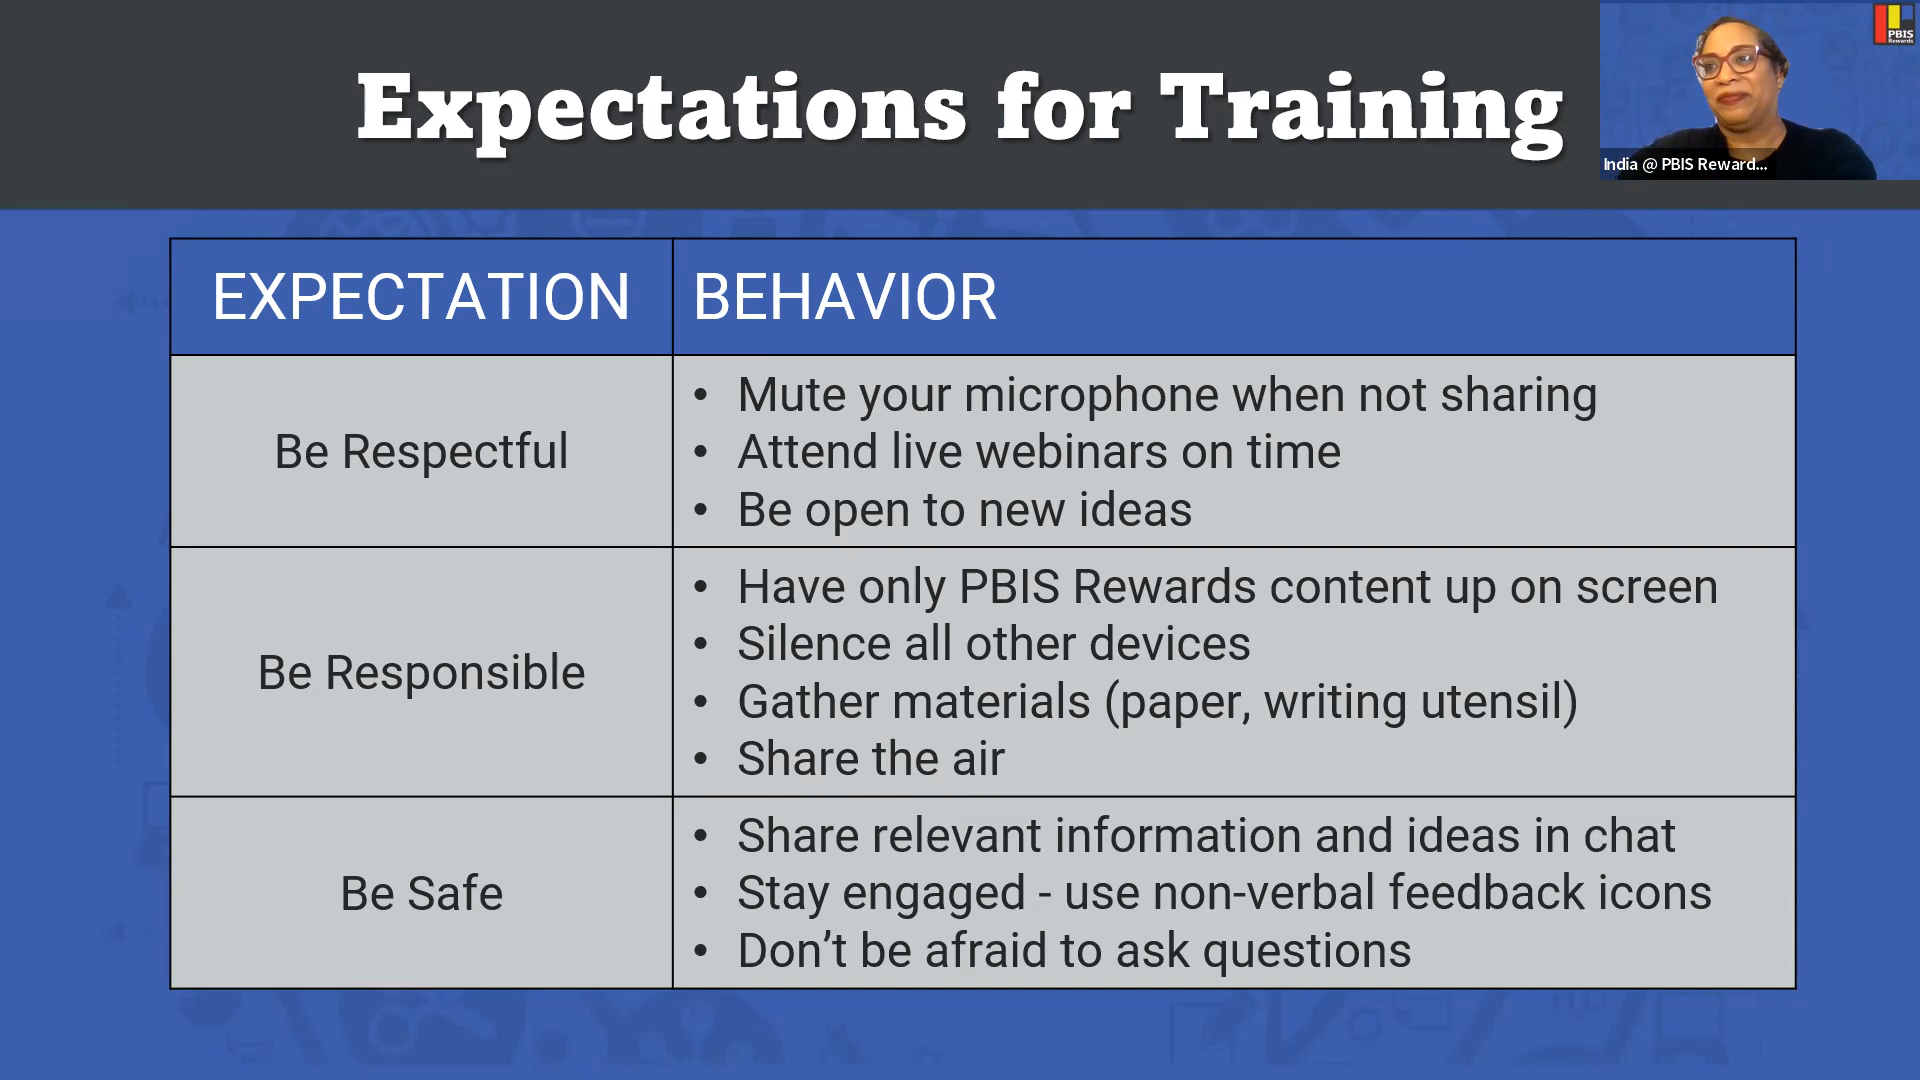 Expectations for Training
PBIS
Rewards
India @ PBIS Reward...
EXPECTATION
BEHAVIOR
Be Respectful
• Mute your microphone when not sharing
• Attend live webinars on time
• Be open to new ideas
Be Responsible
• Have only PBIS Rewards content up on screen
• Silence all other devices
• Gather materials (paper, writing utensil)
• Share the air
Be Safe
• Share relevant information and ideas in chat
• Stay engaged - use non-verbal feedback icons
• Don’t be afraid to ask questions